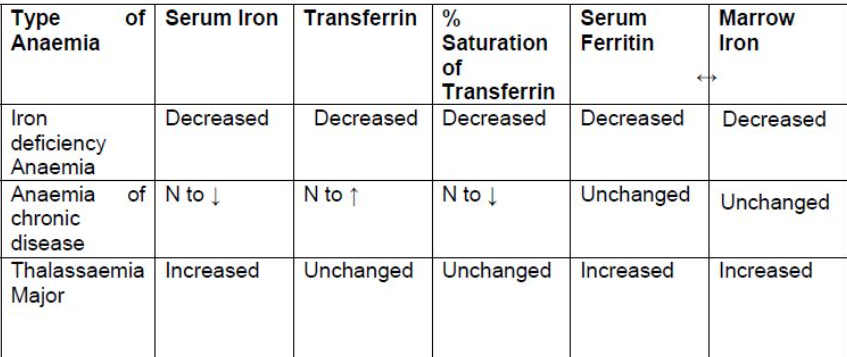 Type of Anaemia Serum Iron Transferrin % Saturation of Transferrin Serum Ferritin Marrow Iron
↔
Iron deficiency Anaemia Decreased Decreased Decreased Decreased Decreased
Anaemia of chronic disease N to ↓ N to ↑ N to ↓ Unchanged Unchanged
Thalassaemia Major Increased Unchanged Unchanged Increased Increased